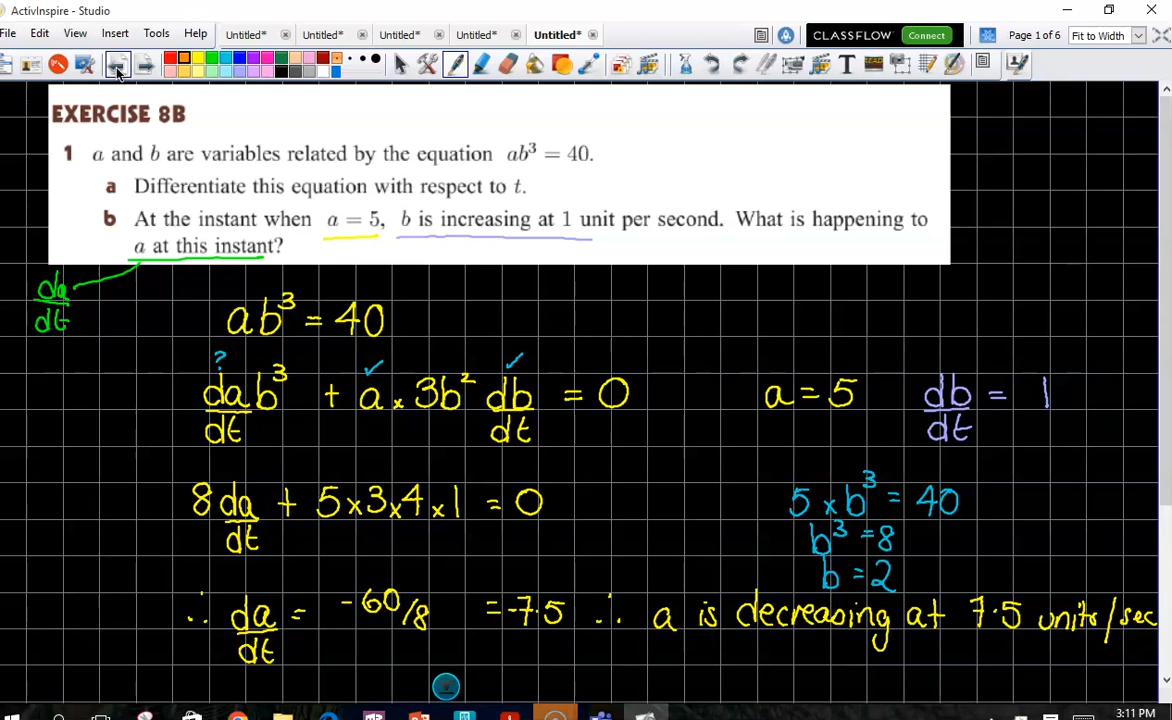 ActivInspire - Studio
File Edit View Insert Tools Help Untitled* Untitled* Untitled* Untitled* Untitled* CLASSFLOW Connect Page 1 of 6 Fit to Width
EXERCISE 8B
1 a and b are variables related by the equation ab³ = 40.
a Differentiate this equation with respect to t.
b At the instant when a = 5, b is increasing at 1 unit per second. What is happening to
a at this instant?
da/dt
ab³ = 40
?
da/dt b³ + a × 3b² db/dt = 0 a = 5 db/dt = 1
8 da/dt + 5×3×4×1 = 0 5 × b³ = 40
b³ = 8
b = 2
∴ da/dt = -60/8 = -7.5 ∴ a is decreasing at 7.5 units/sec
3:11 PM